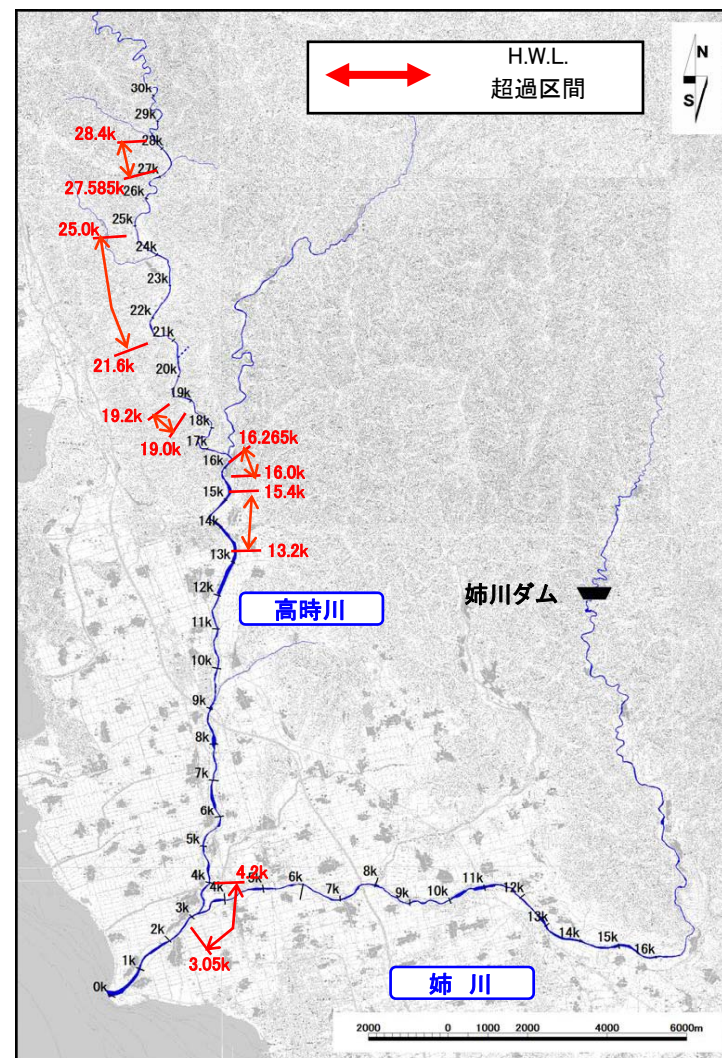 H.W.L.
超過区間
N
S
30k
29k
28.4k
28k
27k
27.585k
26k
25k
25.0k
24k
23k
22k
21k
21.6k
20k
19k
19.2k
18k
19.0k
17k
16.265k
16k
16.0k
15k
15.4k
14k
13k
13.2k
12k
姉川ダム
高時川
11k
10k
9k
8k
7k
6k
5k
4k
4.2k
4k
5k
6k
7k
8k
9k
10k
11k
12k
13k
14k
15k
16k
3k
2k
3.05k
1k
0k
姉 川
2000
0
1000
2000
4000
6000m